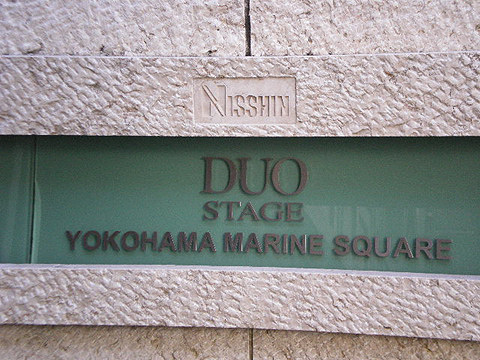 NISSHIN
DUO
STAGE
YOKOHAMA MARINE SQUARE